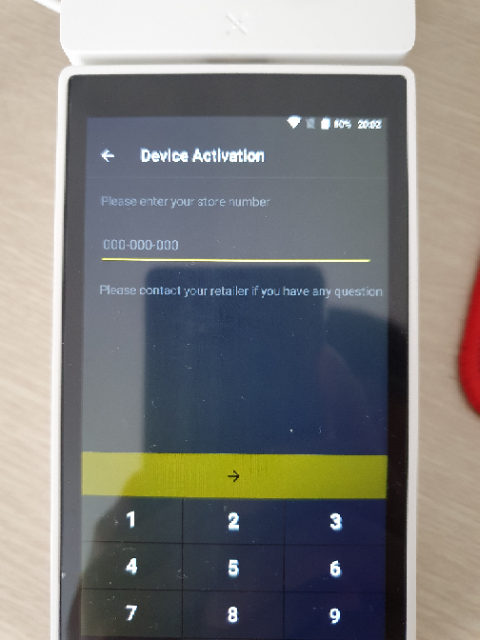 60% 20:02
← Device Activation
Please enter your store number
000-000-000
Please contact your retailer if you have any question
→
1 2 3
4 5 6
7 8 9